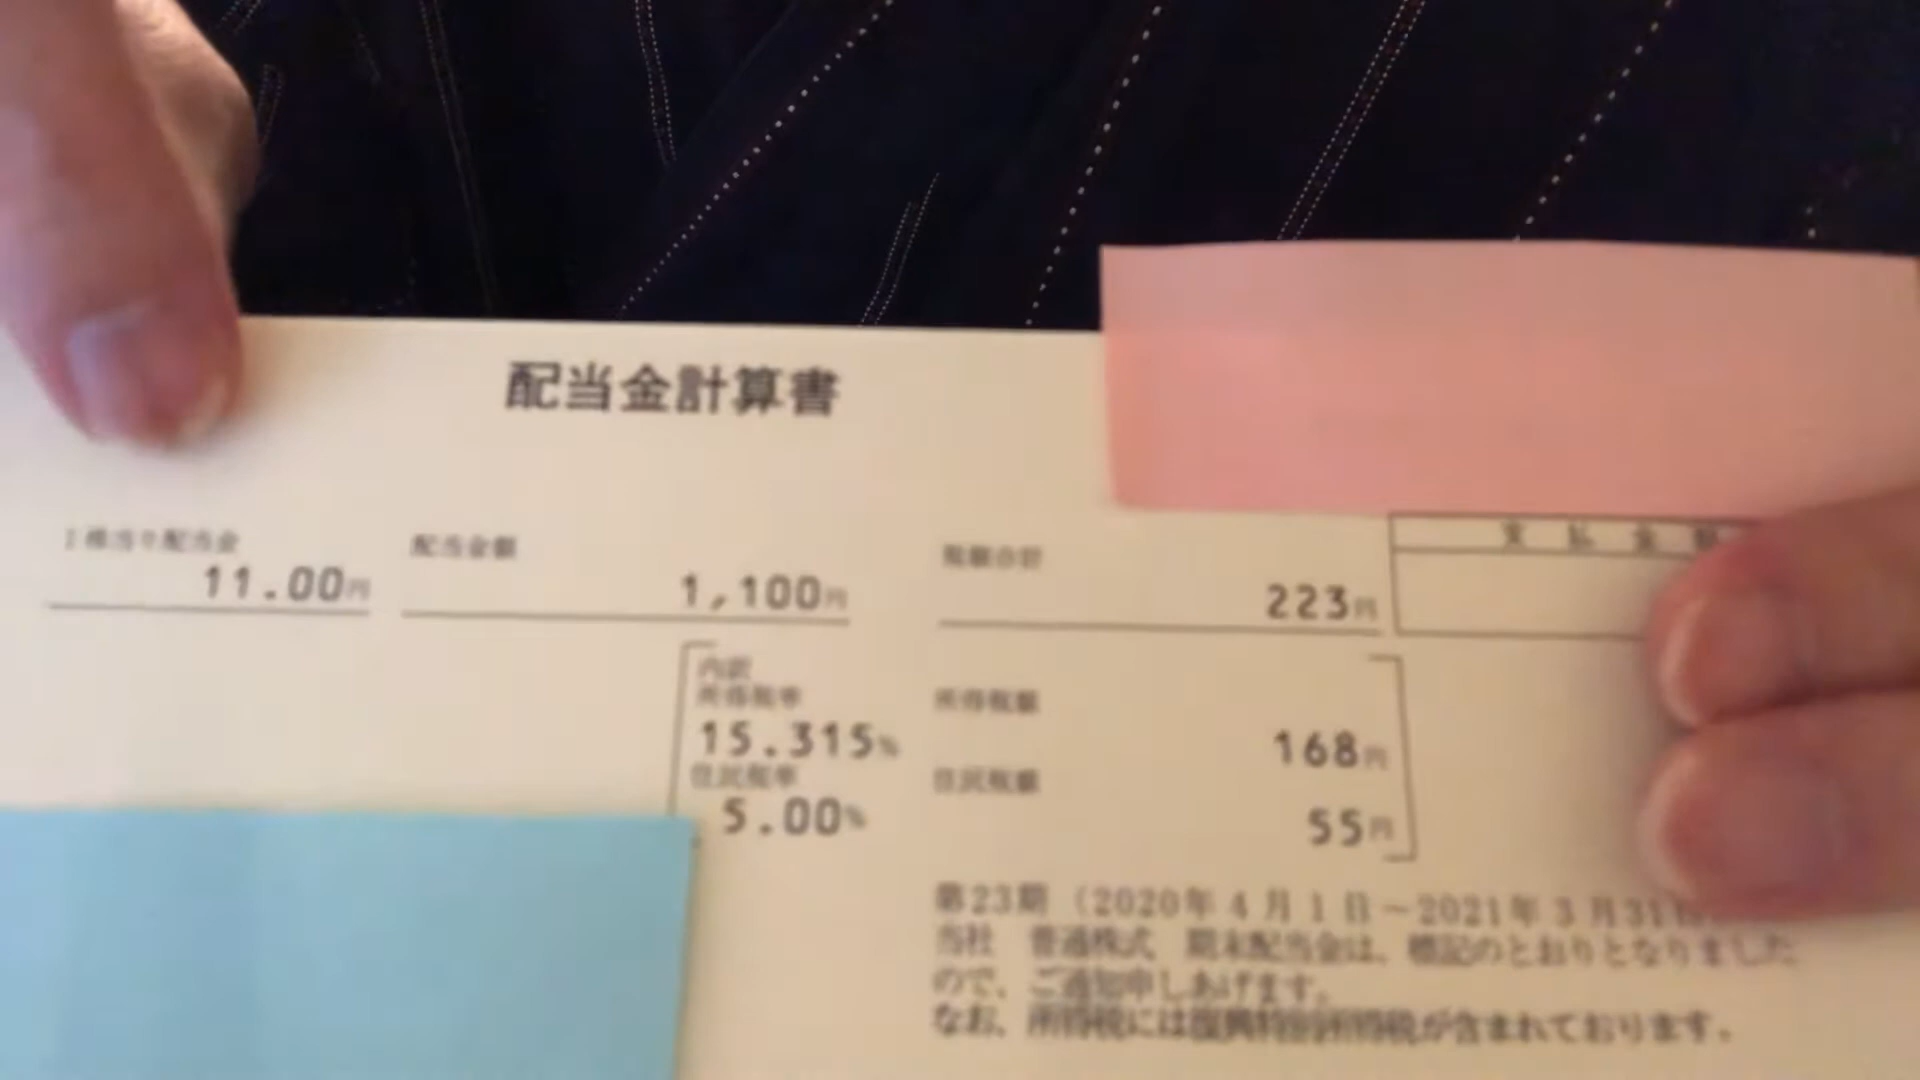 配当金計算書
1株当り配当金 配当金額 税額合計 支払金額
11.00円 1,100円 223円
内訳
所得税率 所得税額
15.315% 168円
住民税率 住民税額
5.00% 55円
第23期（2020年4月1日～2021年3月31日
当社 普通株式 期末配当金は、標記のとおりとなりました
ので、ご通知申しあげます。
なお、所得税には復興特別所得税が含まれております。